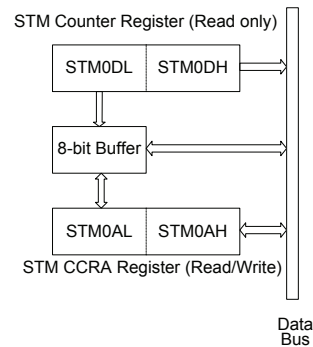 STM Counter Register (Read only)
STM0DL STM0DH
8-bit Buffer
STM0AL STM0AH
STM CCRA Register (Read/Write)
Data
Bus